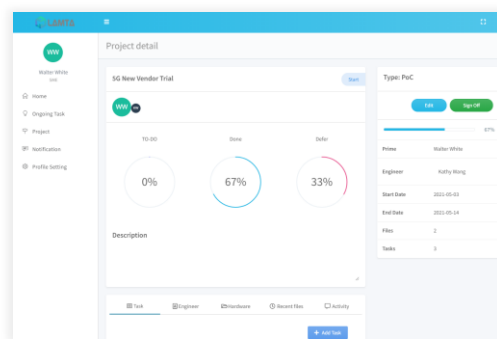 LabITA
Project detail
WW
Walter White
Home
Ongoing Task
Project
Notification
Profile Setting
5G New Vendor Trial
Start
WW
TO-DO
Done
Defer
0%
67%
33%
Description
Task
Engineer
Hardware
Recent files
Activity
+ Add Task
Type: PoC
Edit
Sign Off
67%
Prime
Walter White
Engineer
Kathy Wang
Start Date
2021-05-03
End Date
2021-05-14
Files
2
Tasks
3